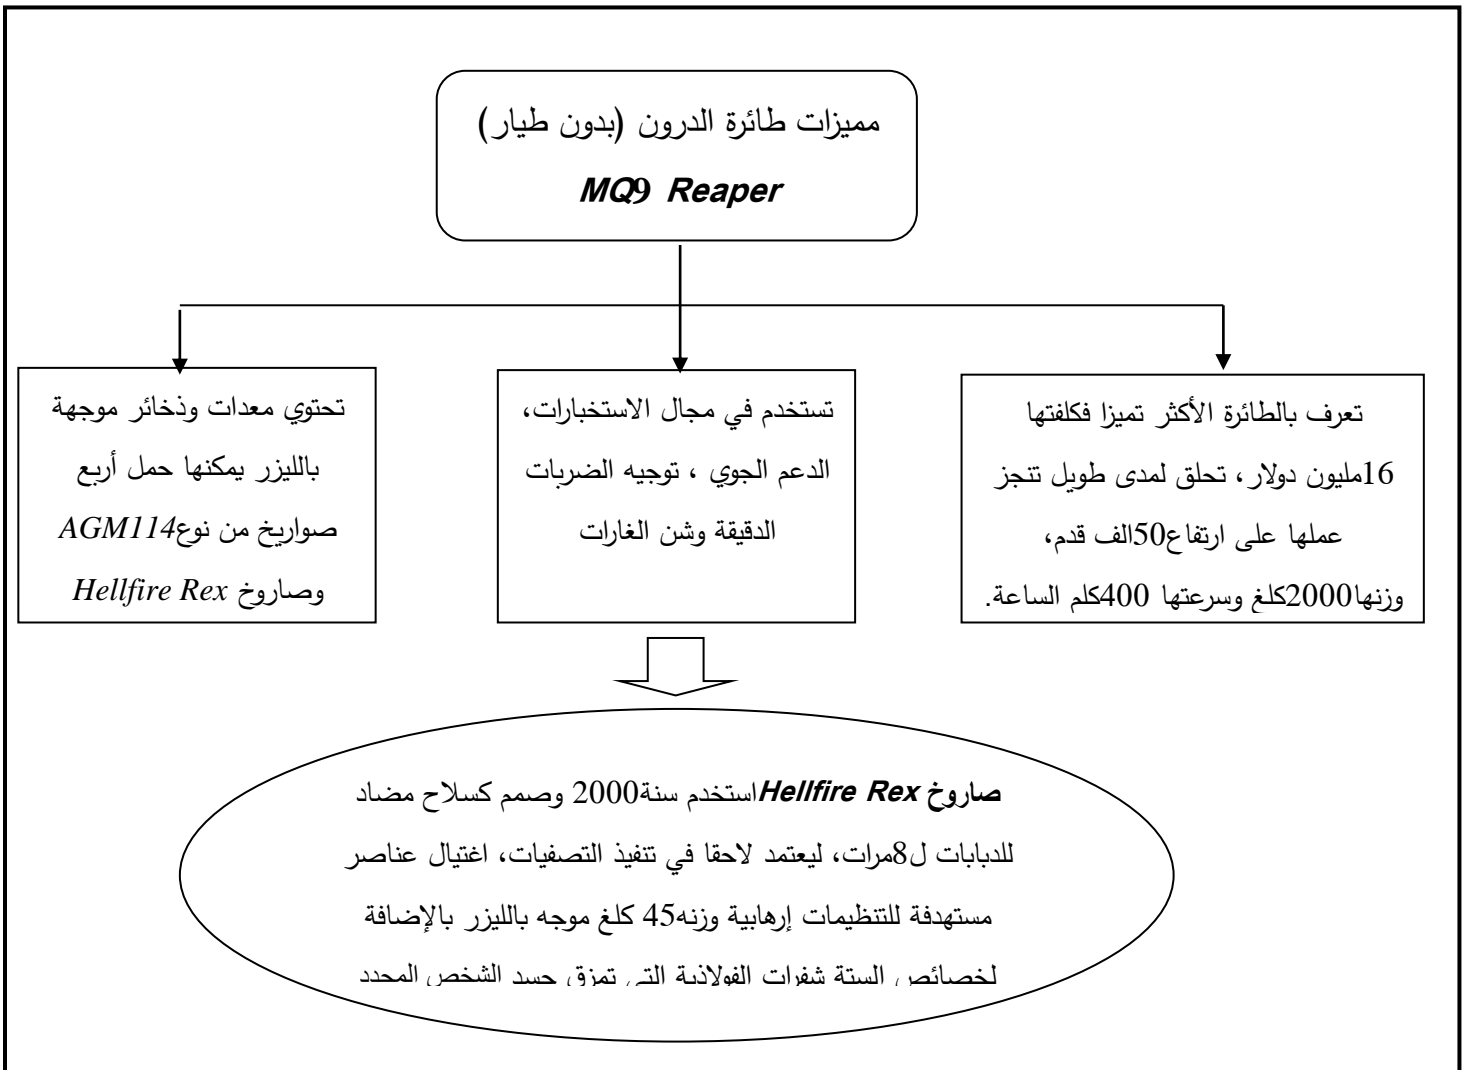 مميزات طائرة الدرون (بدون طيار)
MQ9 Reaper
تعرف بالطائرة الأكثر تميزا فكلفتها
16مليون دولار، تحلق لمدى طويل تنجز
عملها على ارتفاع50الف قدم،
وزنها2000كلغ وسرعتها 400كلم الساعة.
تستخدم في مجال الاستخبارات،
الدعم الجوي ، توجيه الضربات
الدقيقة وشن الغارات
تحتوي معدات وذخائر موجهة
بالليزر يمكنها حمل أربع
صواريخ من نوعAGM114
وصاروخ Hellfire Rex
صاروخ Hellfire Rexاستخدم سنة2000 وصمم كسلاح مضاد
للدبابات ل8مرات، ليعتمد لاحقا في تنفيذ التصفيات، اغتيال عناصر
مستهدفة للتنظيمات إرهابية وزنه45 كلغ موجه بالليزر بالإضافة
لخصائص الستة شفرات الفولاذية التي تمزق جسد الشخص المحدد